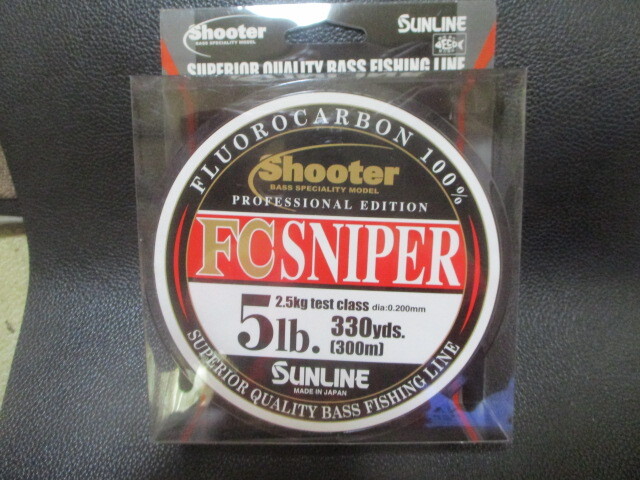 Shooter
BASS SPECIALITY MODEL
SUNLINE
SUPERIOR QUALITY BASS FISHING LINE
FLUOROCARBON 100%
Shooter
BASS SPECIALITY MODEL
PROFESSIONAL EDITION
FC SNIPER
2.5kg test class dia:0.200mm
5lb. 330yds.
(300m)
SUNLINE
MADE IN JAPAN
SUPERIOR QUALITY BASS FISHING LINE